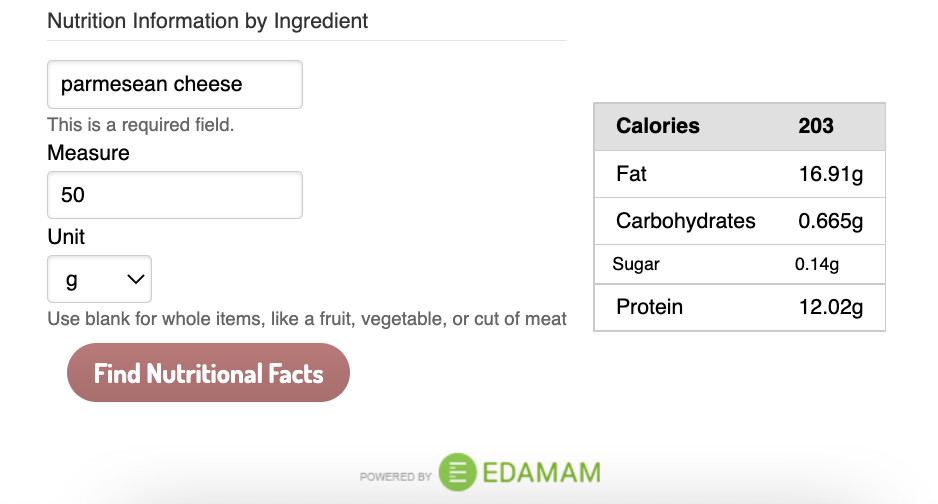 Nutrition Information by Ingredient
parmesean cheese
This is a required field.
Measure
50
Unit
g
Use blank for whole items, like a fruit, vegetable, or cut of meat
Find Nutritional Facts
Calories 203
Fat 16.91g
Carbohydrates 0.665g
Sugar 0.14g
Protein 12.02g
POWERED BY EDAMAM